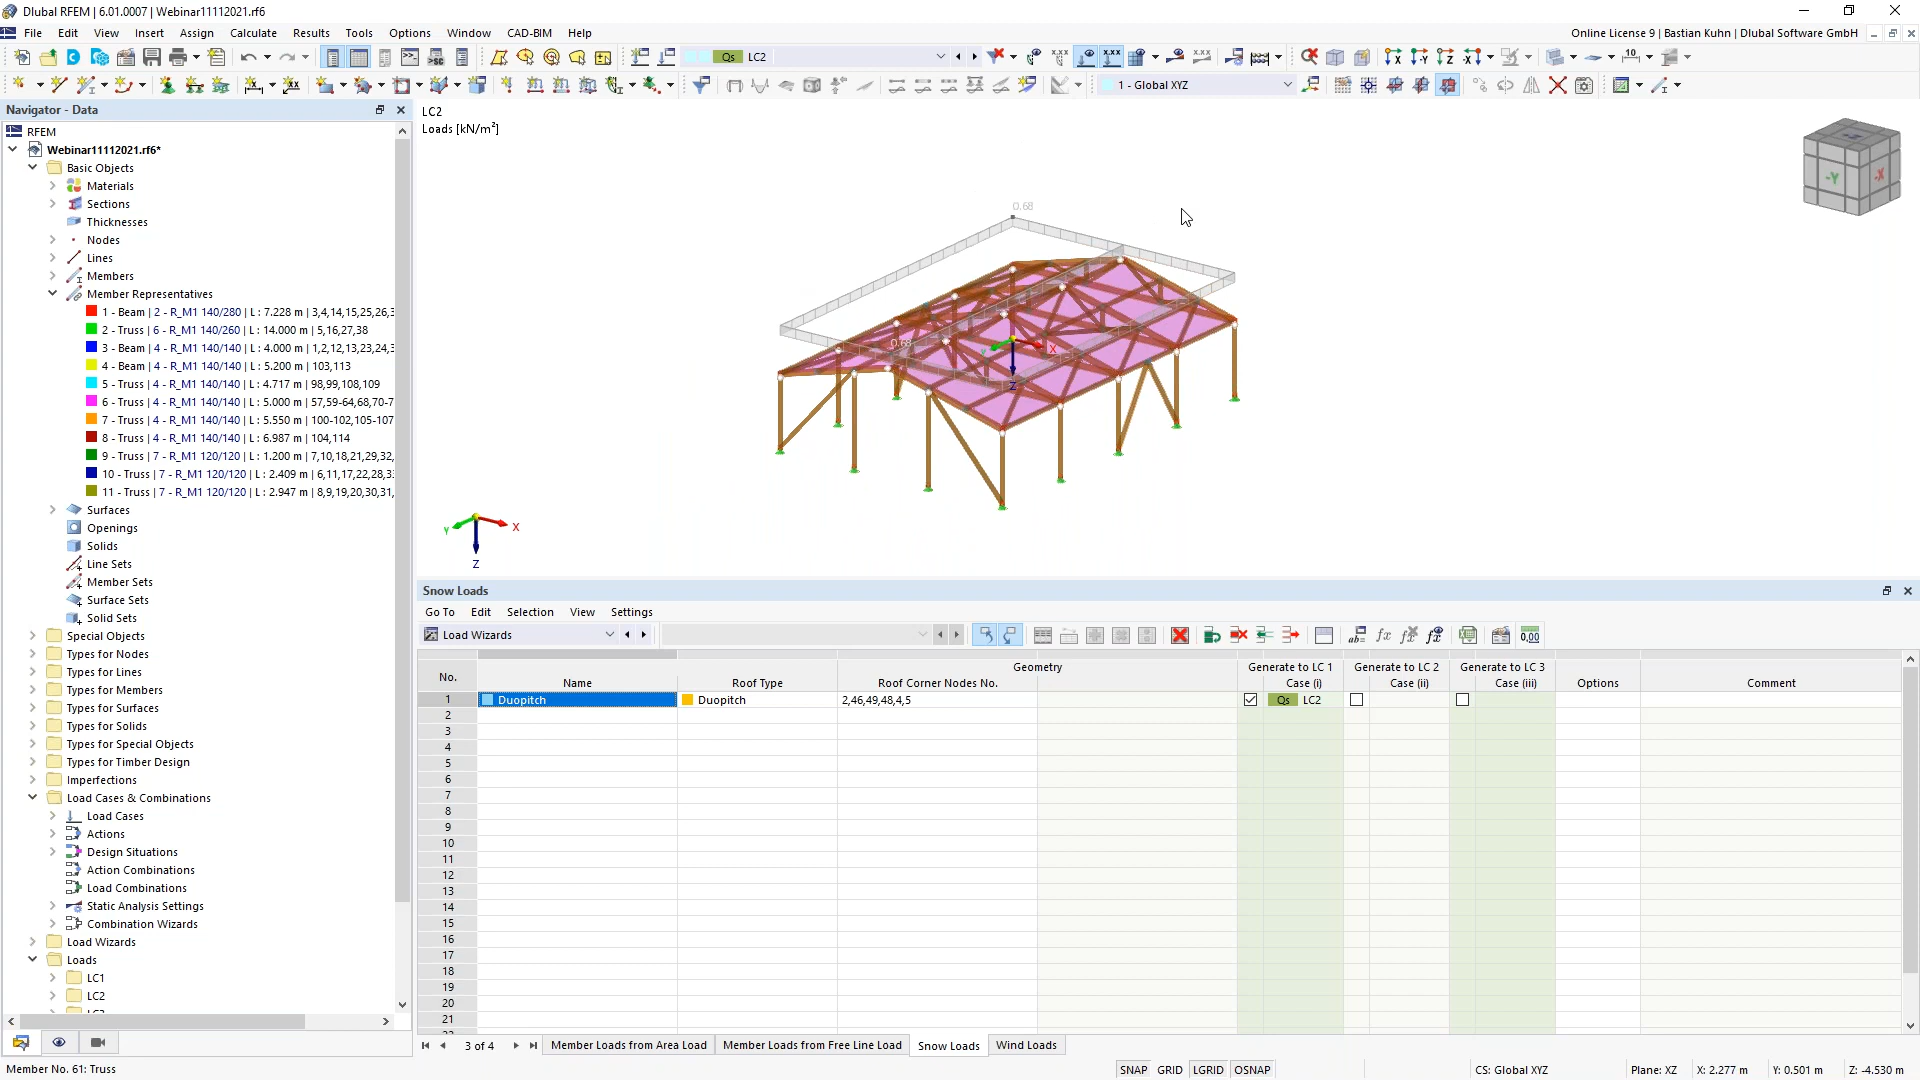 Dlubal RFEM | 6.01.0007 | Webinar11112021.rf6
File Edit View Insert Assign Calculate Results Tools Options Window CAD-BIM Help
Online License 9 | Bastian Kuhn | Dlubal Software GmbH
Qs LC2
1 - Global XYZ
Navigator - Data
RFEM
Webinar11112021.rf6*
Basic Objects
Materials
Sections
Thicknesses
Nodes
Lines
Members
Member Representatives
1 - Beam | 2 - R_M1 140/280 | L : 7.228 m | 3,4,14,15,25,26,3
2 - Truss | 6 - R_M1 140/260 | L : 14.000 m | 5,16,27,38
3 - Beam | 4 - R_M1 140/140 | L : 4.000 m | 1,2,12,13,23,24,3
4 - Beam | 4 - R_M1 140/140 | L : 5.200 m | 103,113
5 - Truss | 4 - R_M1 140/140 | L : 4.717 m | 98,99,108,109
6 - Truss | 4 - R_M1 140/140 | L : 5.000 m | 57,59-64,68,70-7
7 - Truss | 4 - R_M1 140/140 | L : 5.550 m | 100-102,105-107
8 - Truss | 4 - R_M1 140/140 | L : 6.987 m | 104,114
9 - Truss | 7 - R_M1 120/120 | L : 1.200 m | 7,10,18,21,29,32,
10 - Truss | 7 - R_M1 120/120 | L : 2.409 m | 6,11,17,22,28,3
11 - Truss | 7 - R_M1 120/120 | L : 2.947 m | 8,9,19,20,30,31,
Surfaces
Openings
Solids
Line Sets
Member Sets
Surface Sets
Solid Sets
Special Objects
Types for Nodes
Types for Lines
Types for Members
Types for Surfaces
Types for Solids
Types for Special Objects
Types for Timber Design
Imperfections
Load Cases & Combinations
Load Cases
Actions
Design Situations
Action Combinations
Load Combinations
Static Analysis Settings
Combination Wizards
Load Wizards
Loads
LC1
LC2
LC2
Loads [kN/m²]
0.68
0.68
X
Y
Z
-Z
-Y
-X
Y
X
Z
Snow Loads
Go To Edit Selection View Settings
Load Wizards
No.
Geometry
Generate to LC 1 Generate to LC 2 Generate to LC 3
Name Roof Type Roof Corner Nodes No. Case (i) Case (ii) Case (iii) Options Comment
1 Duopitch Duopitch 2,46,49,48,4,5 Qs LC2
2
3
4
5
6
7
8
9
10
11
12
13
14
15
16
17
18
19
20
21
3 of 4 Member Loads from Area Load Member Loads from Free Line Load Snow Loads Wind Loads
Member No. 61: Truss
SNAP GRID LGRID OSNAP
CS: Global XYZ Plane: XZ X: 2.277 m Y: 0.501 m Z: -4.530 m